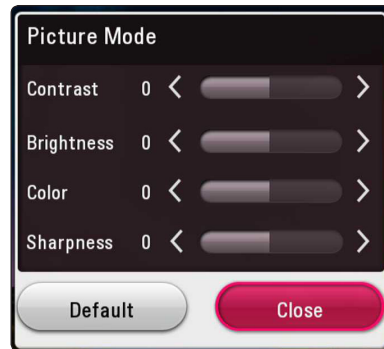 Picture Mode
Contrast 0
Brightness 0
Color 0
Sharpness 0
Default Close